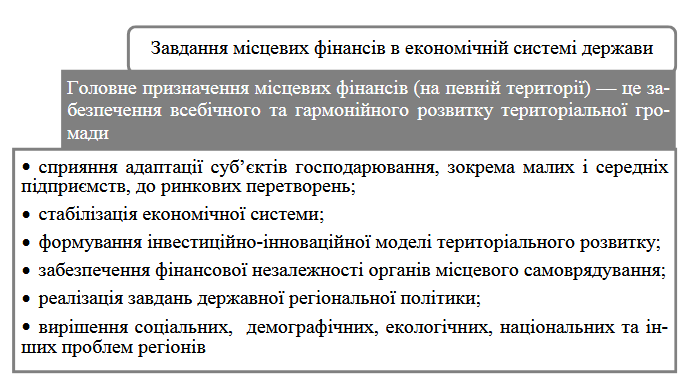 Завдання місцевих фінансів в економічній системі держави
Головне призначення місцевих фінансів (на певній території) — це за-
безпечення всебічного та гармонійного розвитку територіальної гро-
мади
• сприяння адаптації суб’єктів господарювання, зокрема малих і середніх
підприємств, до ринкових перетворень;
• стабілізація економічної системи;
• формування інвестиційно-інноваційної моделі територіального розвитку;
• забезпечення фінансової незалежності органів місцевого самоврядування;
• реалізація завдань державної регіональної політики;
• вирішення соціальних, демографічних, екологічних, національних та ін-
ших проблем регіонів